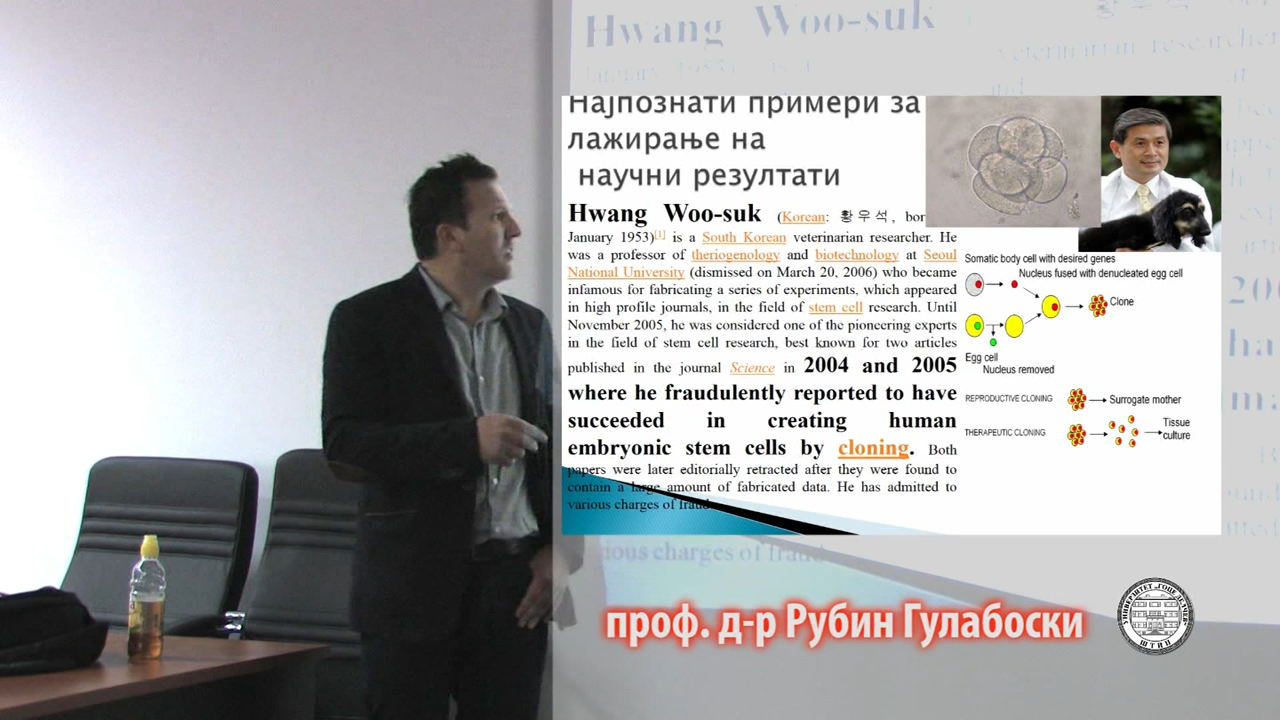 Hwang Woo-suk
Најпознати примери за
лажирање на
научни резултати
Hwang Woo-suk (Korean: 황우석, bor
January 1953)[1] is a South Korean veterinarian researcher. He
was a professor of theriogenology and biotechnology at Seoul
National University (dismissed on March 20, 2006) who became
infamous for fabricating a series of experiments, which appeared
in high profile journals, in the field of stem cell research. Until
November 2005, he was considered one of the pioneering experts
in the field of stem cell research, best known for two articles
published in the journal Science in 2004 and 2005
where he fraudulently reported to have
succeeded in creating human
embryonic stem cells by cloning. Both
papers were later editorially retracted after they were found to
contain a large amount of fabricated data. He has admitted to
various charges of fraud
Somatic body cell with desired genes
Nucleus fused with denucleated egg cell
Clone
Egg cell
Nucleus removed
REPRODUCTIVE CLONING
Surrogate mother
THERAPEUTIC CLONING
Tissue
culture
charges of fraud
проф. д-р Рубин Гулабоски
УНИВЕРЗИТЕТ „ГОЦЕ ДЕЛЧЕВ“
ШТИП